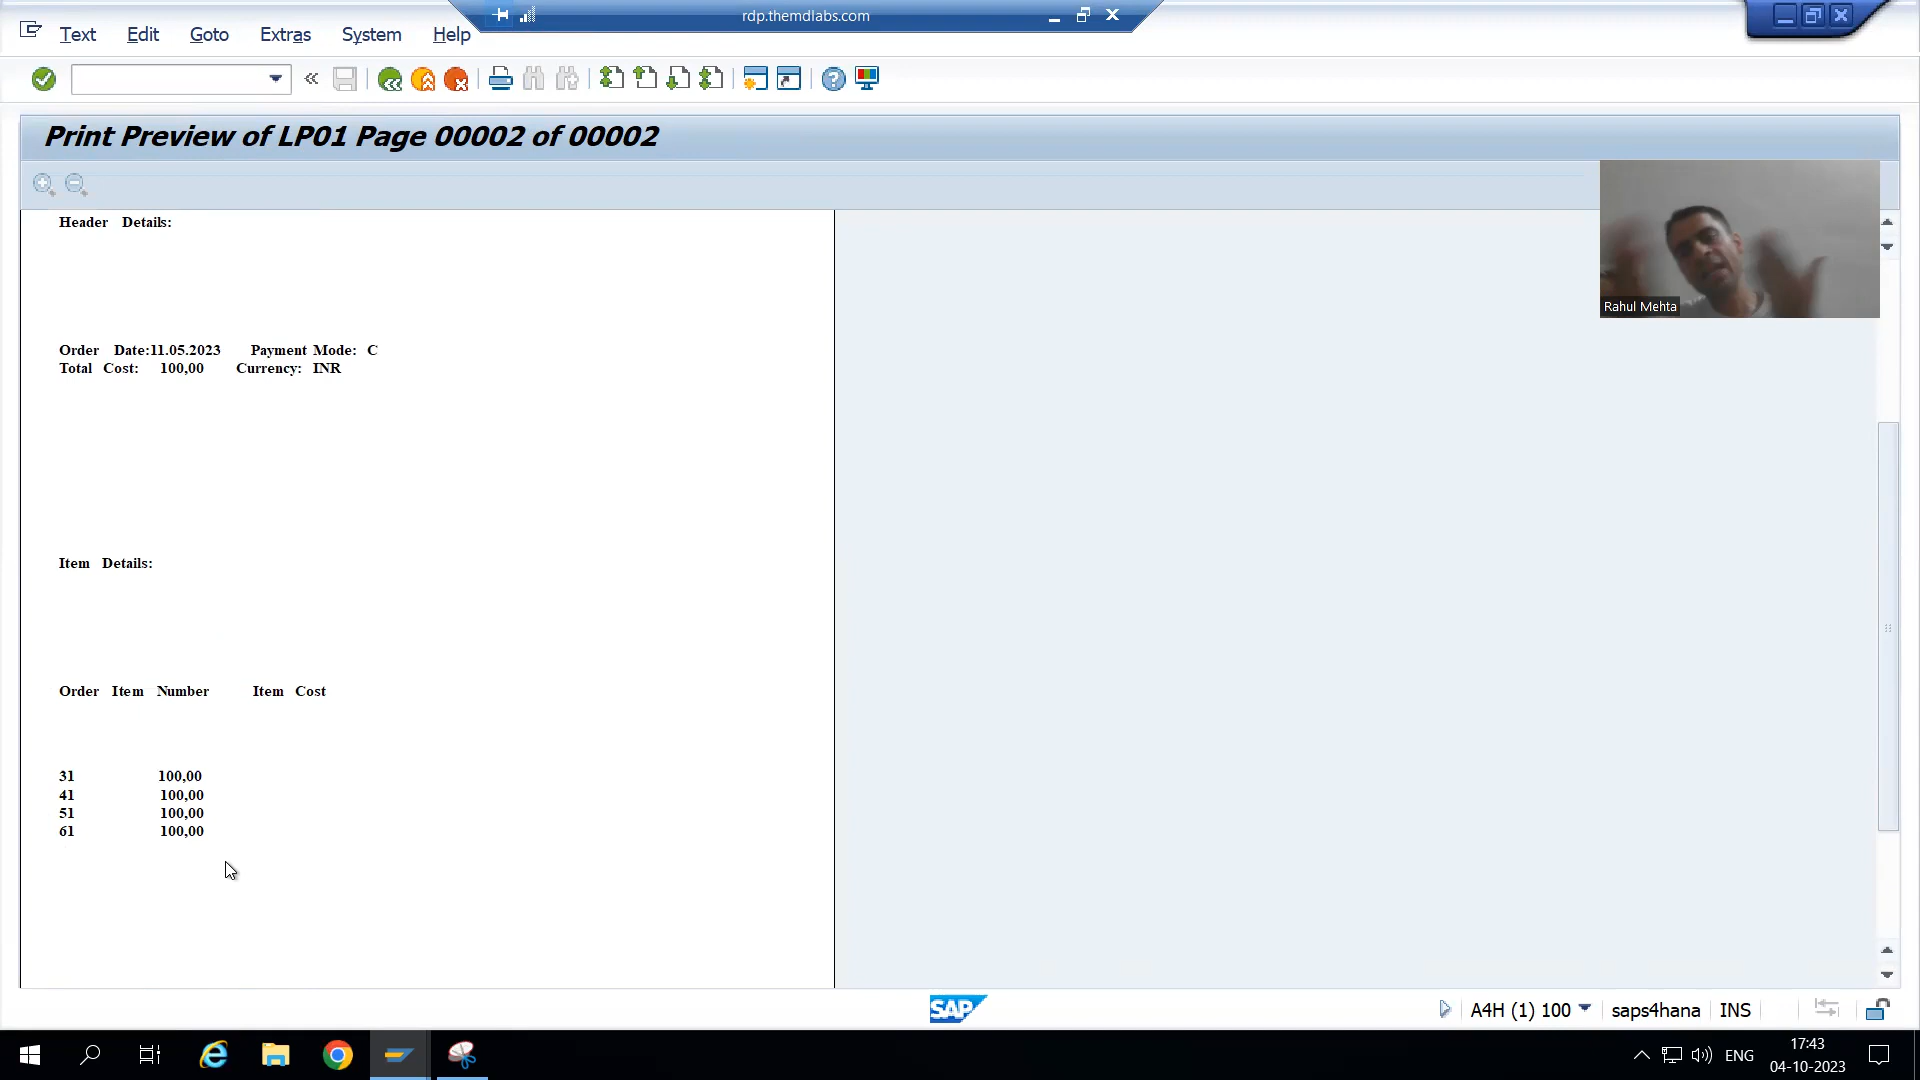 rdp.themdlabs.com
Text Edit Goto Extras System Help
Print Preview of LP01 Page 00002 of 00002
Rahul Mehta
Header Details:
Order Date:11.05.2023 Payment Mode: C
Total Cost: 100,00 Currency: INR
Item Details:
Order Item Number Item Cost
31 100,00
41 100,00
51 100,00
61 100,00
SAP
A4H (1) 100 saps4hana INS
ENG
17:43
04-10-2023